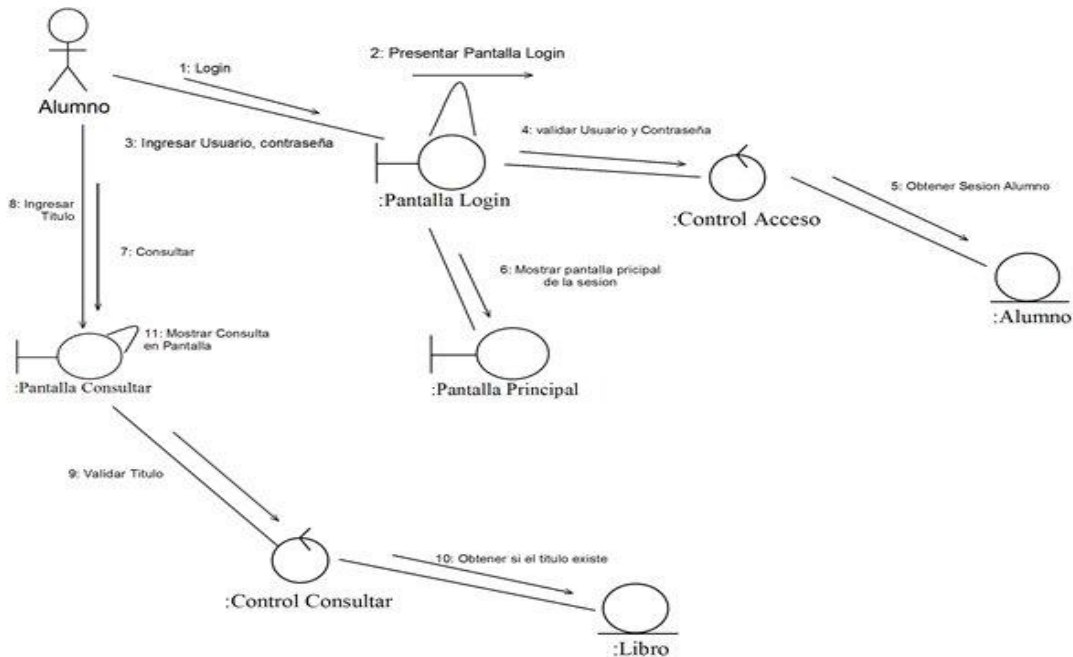 2: Presentar Pantalla Login
1: Login
Alumno
3: Ingresar Usuario, contraseña
4: validar Usuario y Contraseña
:Pantalla Login
:Control Acceso
5: Obtener Sesion Alumno
8: Ingresar
Titulo
7: Consultar
6: Mostrar pantalla pricipal
de la sesion
:Alumno
11: Mostrar Consulta
en Pantalla
:Pantalla Consultar
:Pantalla Principal
9: Validar Titulo
10: Obtener si el titulo existe
:Control Consultar
:Libro